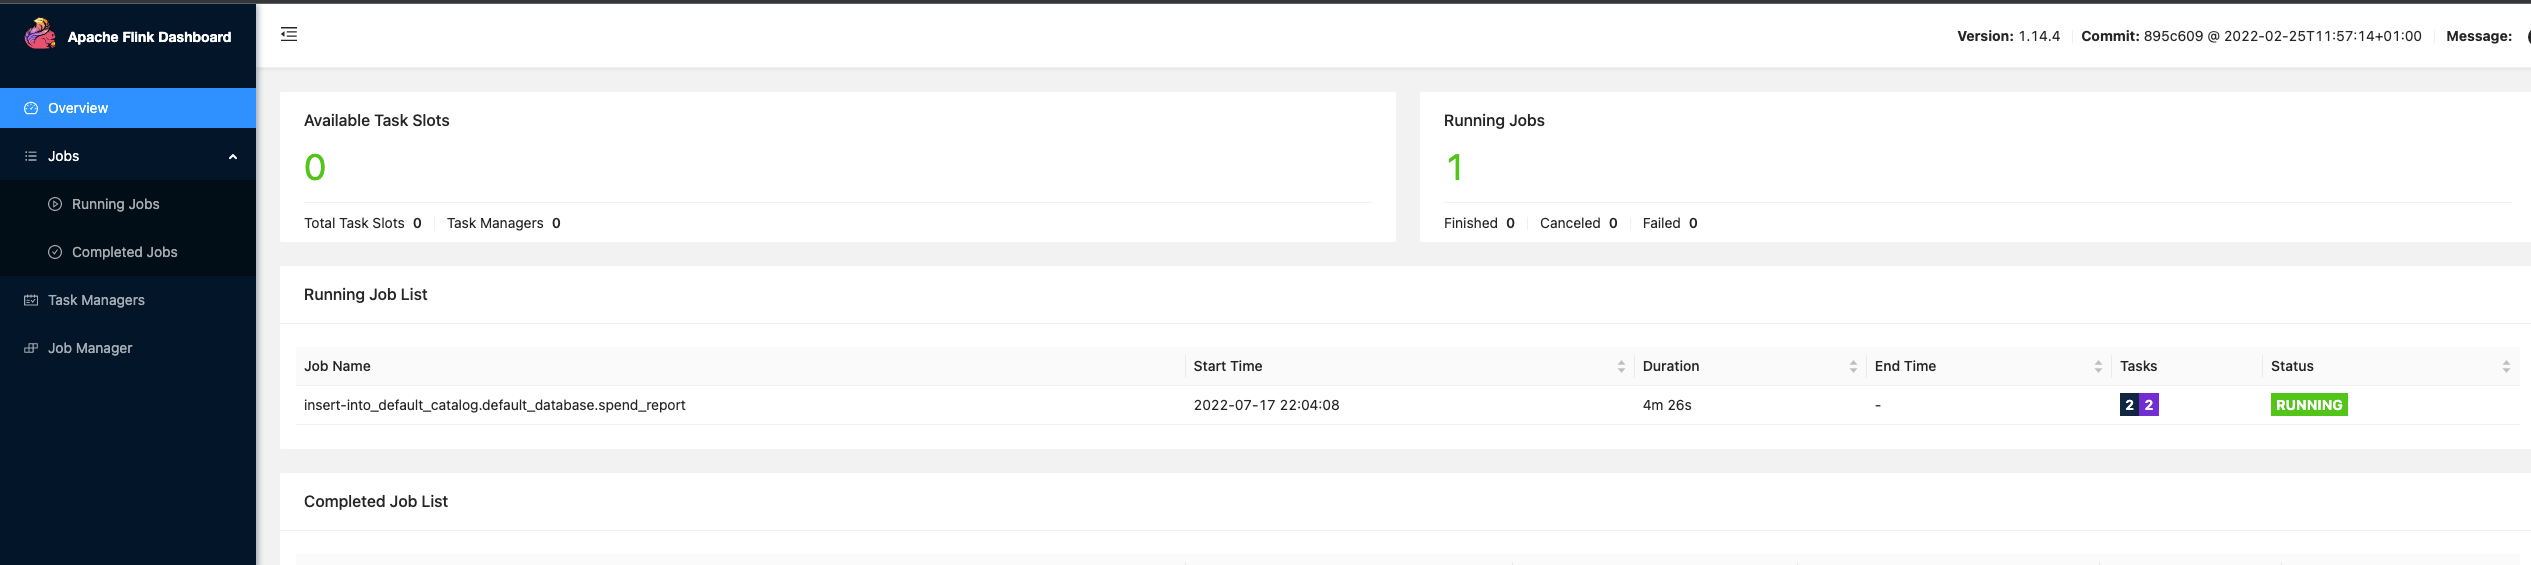 Apache Flink Dashboard
Version: 1.14.4 Commit: 895c609 @ 2022-02-25T11:57:14+01:00 Message:
Overview
Jobs
Running Jobs
Completed Jobs
Task Managers
Job Manager
Available Task Slots
0
Total Task Slots 0 Task Managers 0
Running Jobs
1
Finished 0 Canceled 0 Failed 0
Running Job List
Job Name Start Time Duration End Time Tasks Status
insert-into_default_catalog.default_database.spend_report 2022-07-17 22:04:08 4m 26s - 2 2 RUNNING
Completed Job List